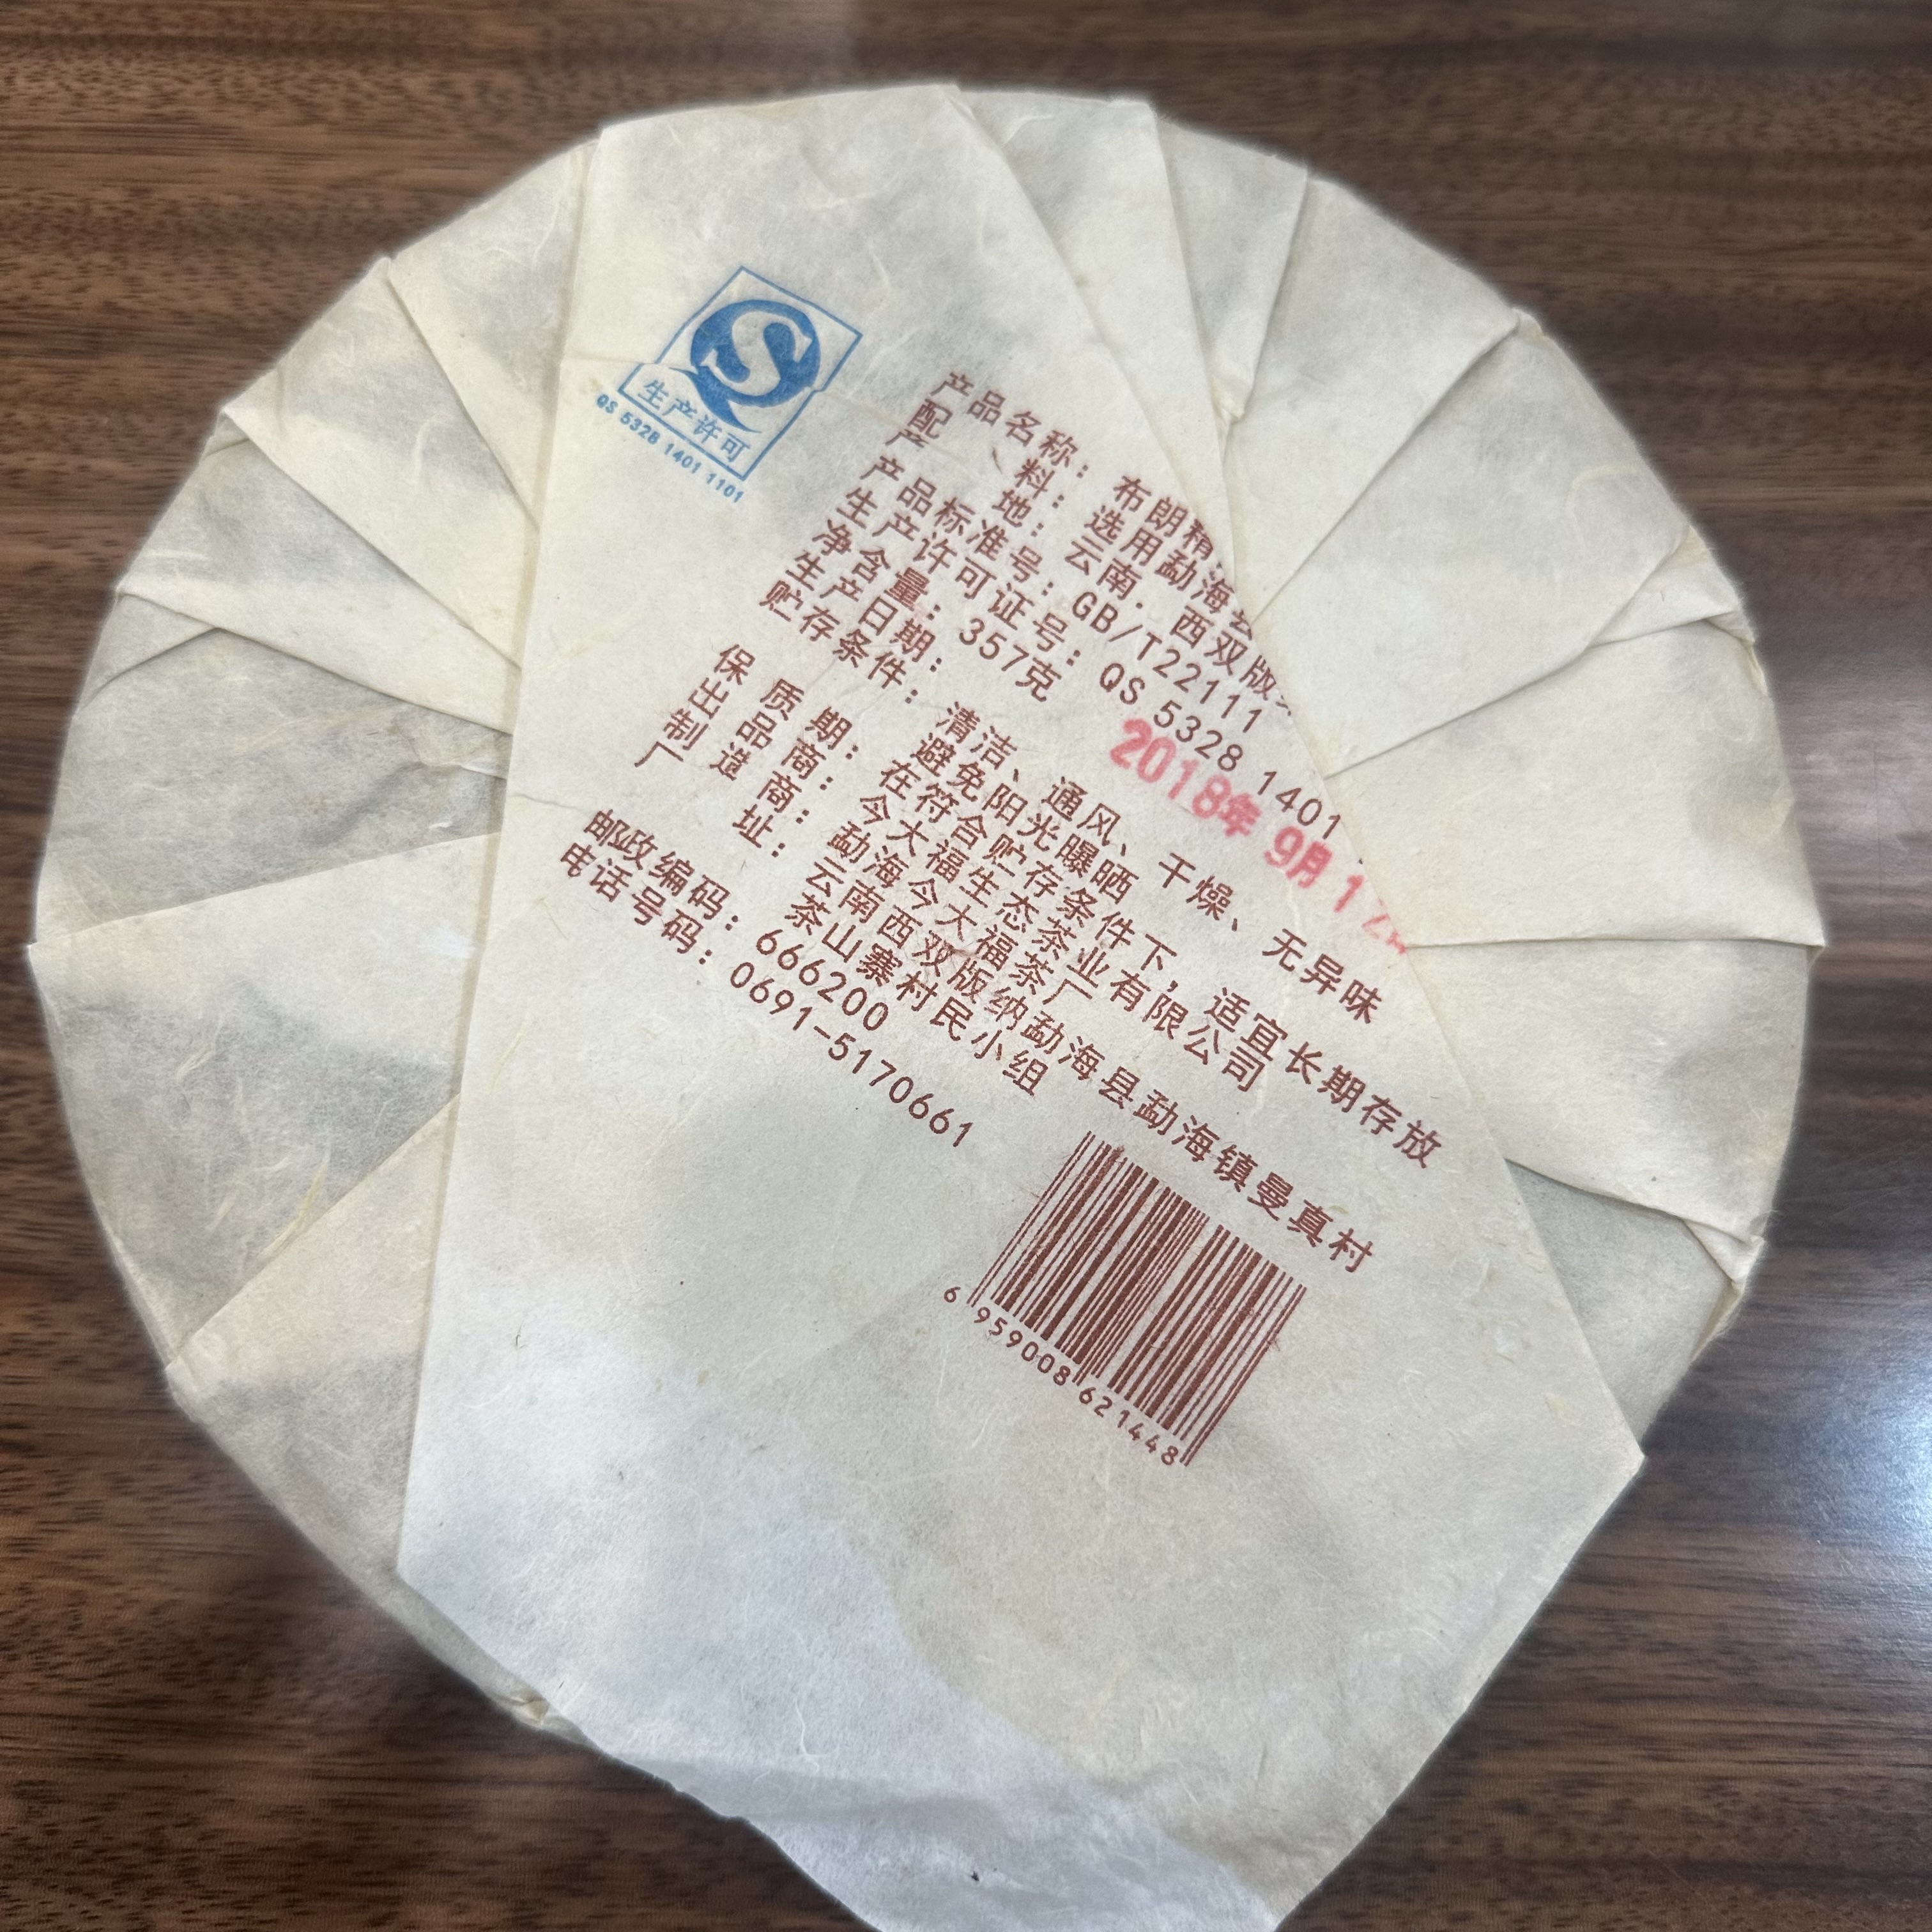 生产许可
QS 5328 1401 1101
产品名称：布朗精
配　　料：选用勐海云
产　　地：云南．西双版
产品标准号：GB/T22111
生产许可证号：QS 5328 1401
净含量：357克
生产日期：2018年 9月 12
贮存条件：清洁、通风、干燥、无异味
避免阳光曝晒
保质期：在符合贮存条件下，适宜长期存放
出品商：今大福生态茶业有限公司
制造商：勐海今大福茶厂
厂　址：云南西双版纳勐海县勐海镇曼真村
茶山寨村民小组
邮政编码：666200
电话号码：0691-5170661
6 959008 621448